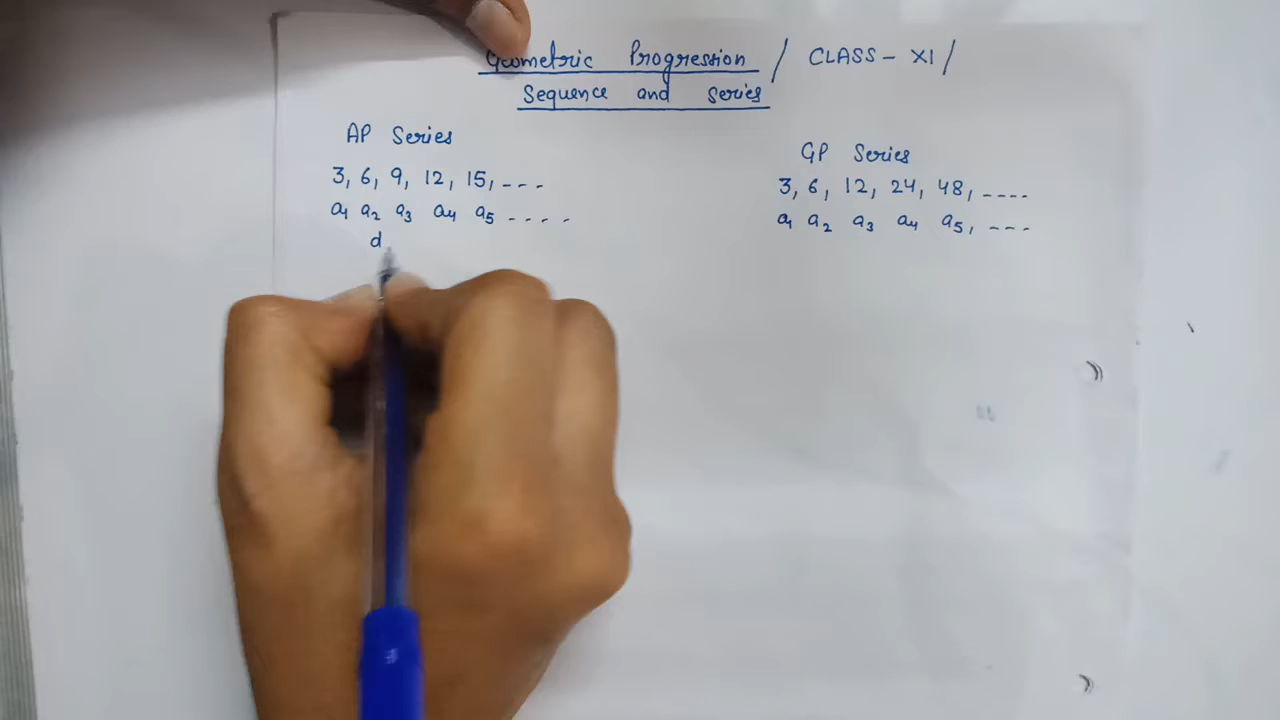 Geometric Progression / CLASS - XI /
Sequence and Series
AP Series
3, 6, 9, 12, 15, ---
a1 a2 a3 a4 a5 ----
d
GP Series
3, 6, 12, 24, 48, ----
a1 a2 a3 a4 a5, ---